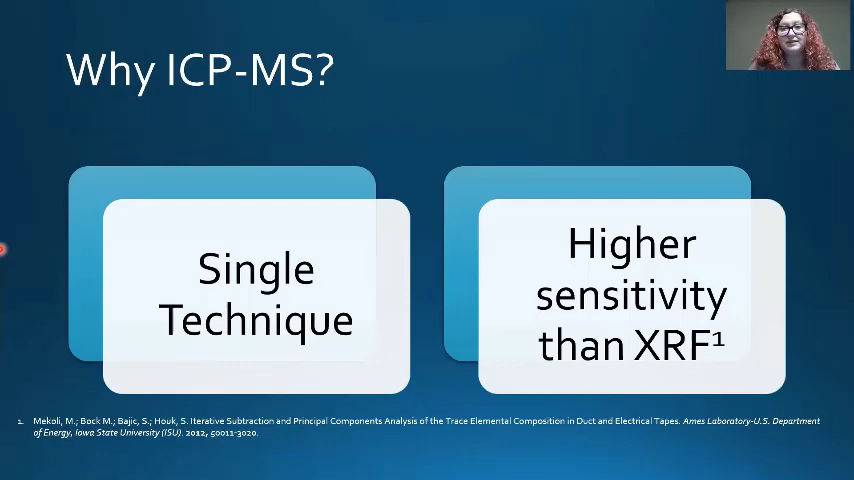 Why ICP-MS?
Single
Technique
Higher
sensitivity
than XRF¹
1. Mekoli, M.; Bock M.; Bajic, S.; Houk, S. Iterative Subtraction and Principal Components Analysis of the Trace Elemental Composition in Duct and Electrical Tapes. Ames Laboratory-U.S. Department
of Energy, Iowa State University (ISU). 2012, 50011-3020.